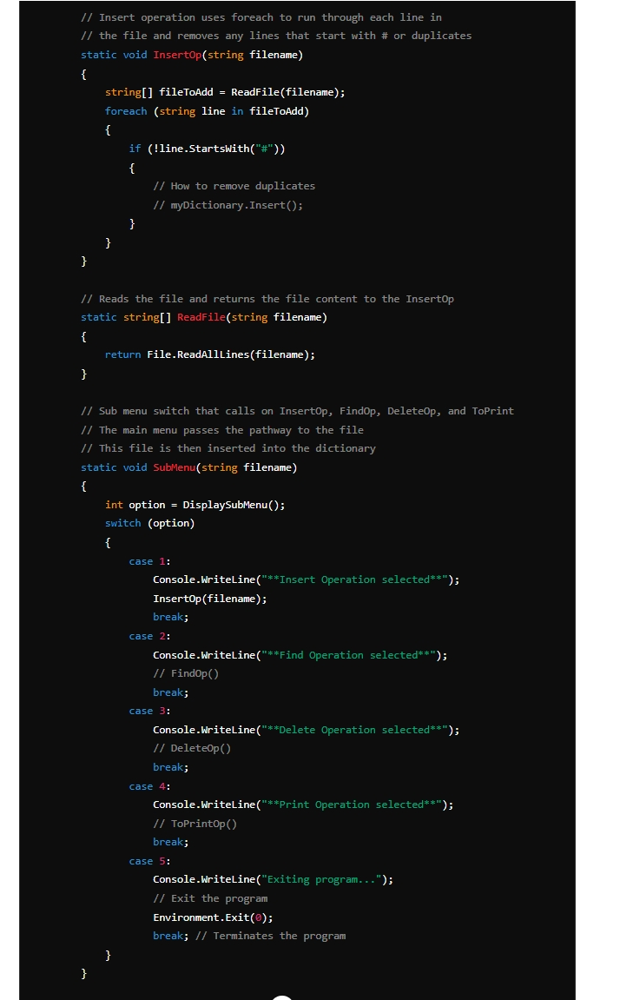 // Insert operation uses foreach to run through each line in
// the file and removes any lines that start with # or duplicates
static void InsertOp(string filename)
{
string[] fileToAdd = ReadFile(filename);
foreach (string line in fileToAdd)
{
if (!line.StartsWith("#"))
{
// How to remove duplicates
// myDictionary.Insert();
}
}
}
// Reads the file and returns the file content to the InsertOp
static string[] ReadFile(string filename)
{
return File.ReadAllLines(filename);
}
// Sub menu switch that calls on InsertOp, FindOp, DeleteOp, and ToPrint
// The main menu passes the pathway to the file
// This file is then inserted into the dictionary
static void SubMenu(string filename)
{
int option = DisplaySubMenu();
switch (option)
{
case 1:
Console.WriteLine("**Insert Operation selected**");
InsertOp(filename);
break;
case 2:
Console.WriteLine("**Find Operation selected**");
// FindOp()
break;
case 3:
Console.WriteLine("**Delete Operation selected**");
// DeleteOp()
break;
case 4:
Console.WriteLine("**Print Operation selected**");
// ToPrintOp()
break;
case 5:
Console.WriteLine("Exiting program...");
// Exit the program
Environment.Exit(0);
break; // Terminates the program
}
}